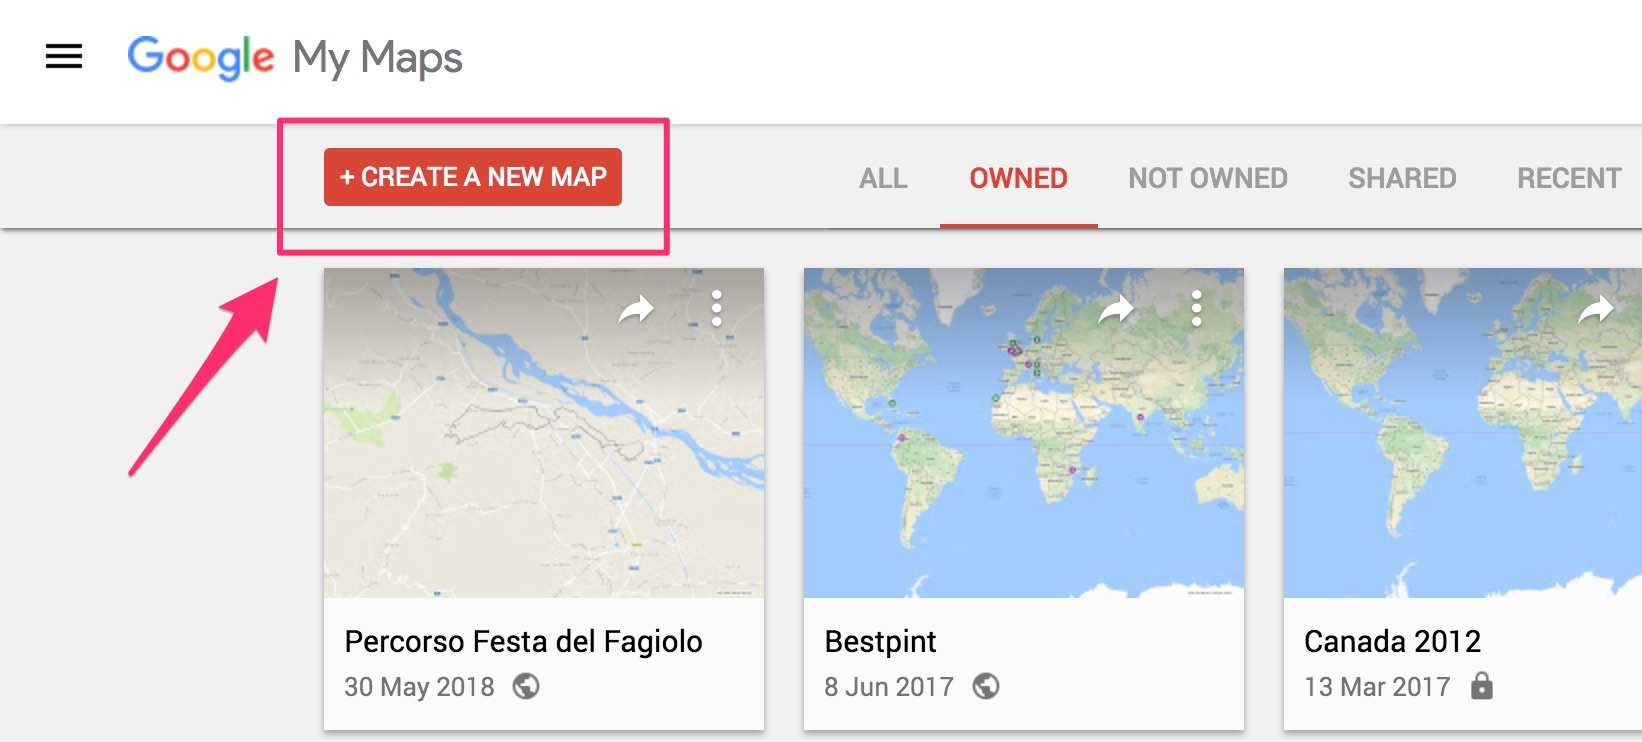 Google My Maps
+ CREATE A NEW MAP
ALL OWNED NOT OWNED SHARED RECENT
Percorso Festa del Fagiolo
30 May 2018
Bestpint
8 Jun 2017
Canada 2012
13 Mar 2017